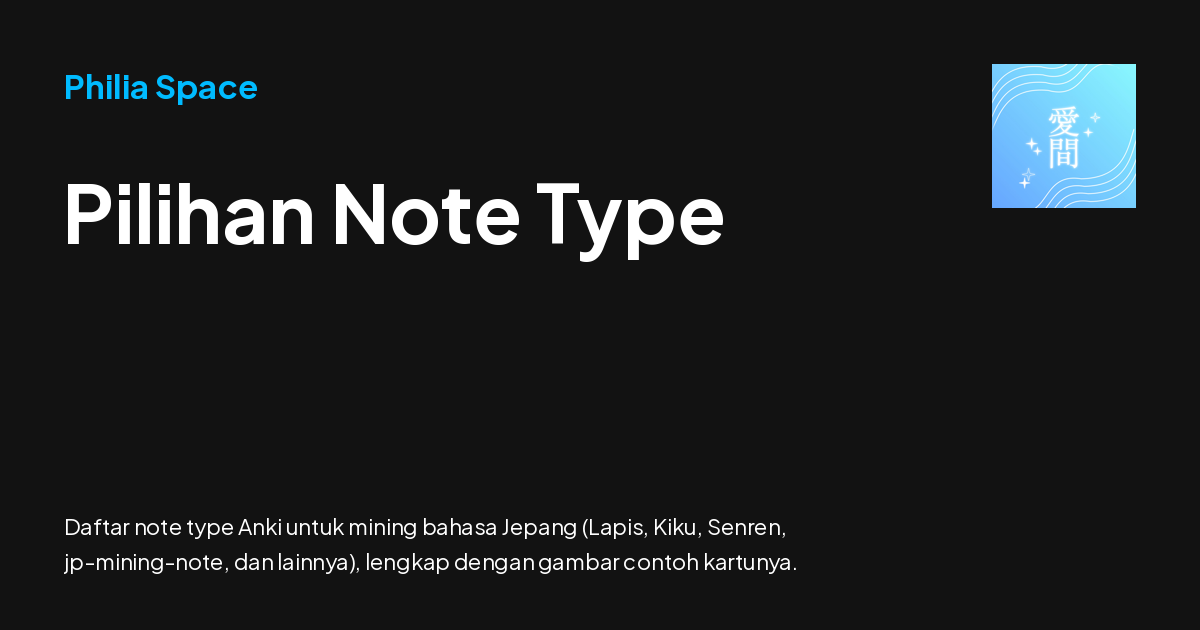 Philia Space
愛
間
Pilihan Note Type
Daftar note type Anki untuk mining bahasa Jepang (Lapis, Kiku, Senren,
jp-mining-note, dan lainnya), lengkap dengan gambar contoh kartunya.